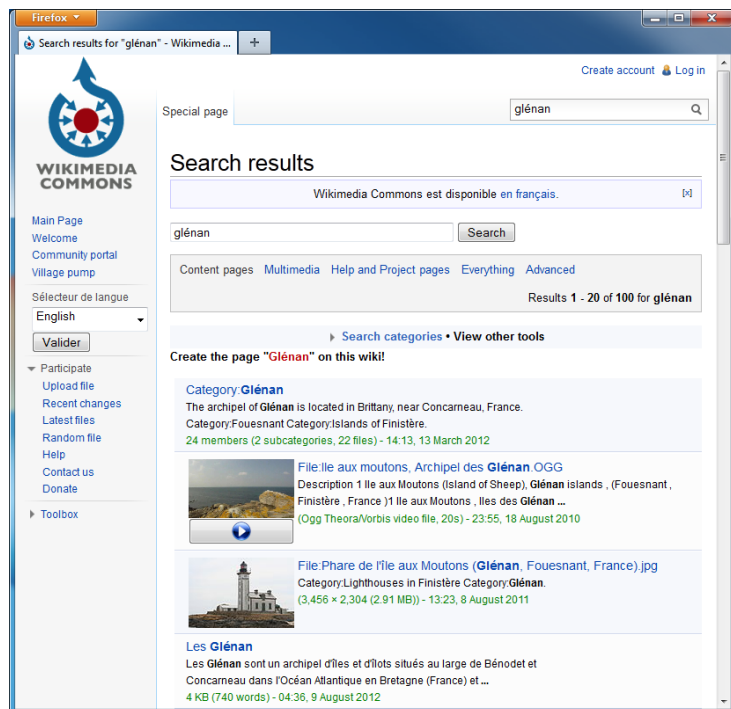 Firefox
Search results for "glénan" - Wikimedia ...
Create account Log in
Special page
glénan
WIKIMEDIA
COMMONS
Search results
Wikimedia Commons est disponible en français. [x]
glénan Search
Main Page
Welcome
Community portal
Village pump
Sélecteur de langue
English
Valider
Participate
Upload file
Recent changes
Latest files
Random file
Help
Contact us
Donate
Toolbox
Content pages Multimedia Help and Project pages Everything Advanced
Results 1 - 20 of 100 for glénan
Search categories • View other tools
Create the page "Glénan" on this wiki!
Category:Glénan
The archipel of Glénan is located in Brittany, near Concarneau, France.
Category:Fouesnant Category:Islands of Finistère.
24 members (2 subcategories, 22 files) - 14:13, 13 March 2012
File:Ile aux moutons, Archipel des Glénan.OGG
Description 1 Ile aux Moutons (Island of Sheep), Glénan islands , (Fouesnant ,
Finistère , France )1 Ile aux Moutons , Iles des Glénan ...
(Ogg Theora/Vorbis video file, 20s) - 23:55, 18 August 2010
File:Phare de l'île aux Moutons (Glénan, Fouesnant, France).jpg
Category:Lighthouses in Finistère Category:Glénan.
(3,456 × 2,304 (2.91 MB)) - 13:23, 8 August 2011
Les Glénan
Les Glénan sont un archipel d'îles et d'îlots situés au large de Bénodet et
Concarneau dans l'Océan Atlantique en Bretagne (France) et ...
4 KB (740 words) - 04:36, 9 August 2012